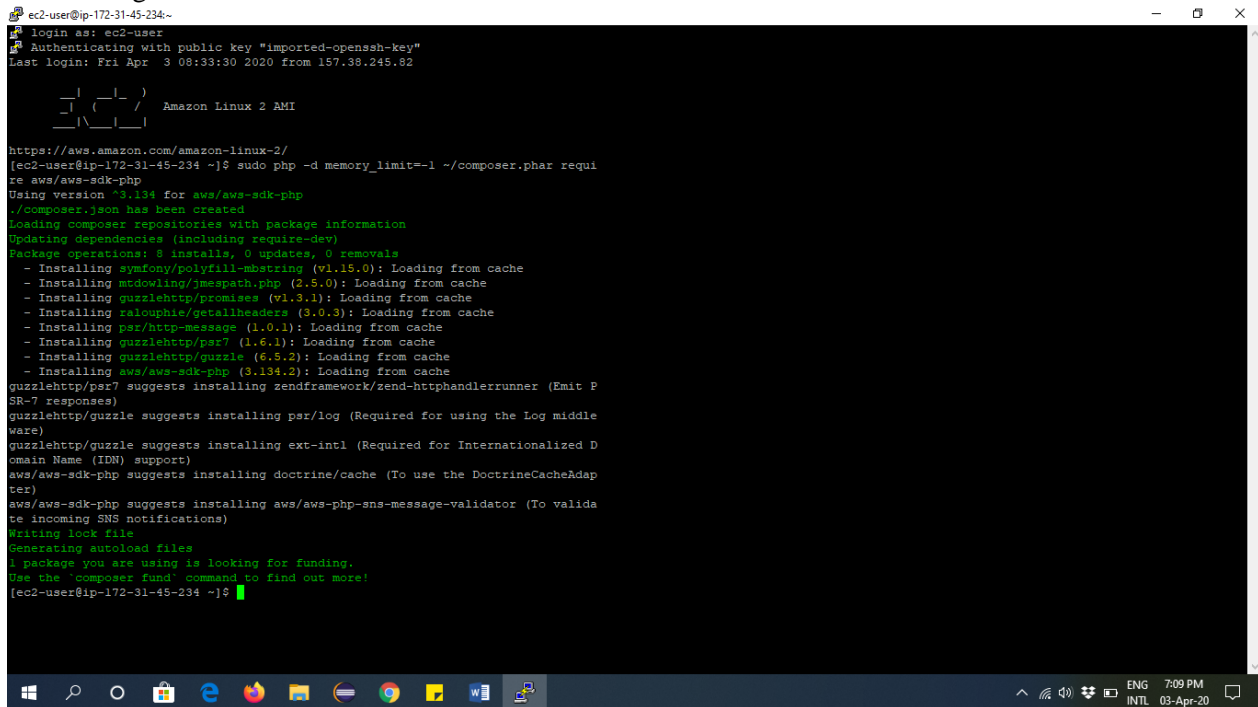 ec2-user@ip-172-31-45-234:~
login as: ec2-user
Authenticating with public key "imported-openssh-key"
Last login: Fri Apr  3 08:33:30 2020 from 157.38.245.82
       __|  __|_  )
       _|  (     /   Amazon Linux 2 AMI
      ___|\___|___|
https://aws.amazon.com/amazon-linux-2/
[ec2-user@ip-172-31-45-234 ~]$ sudo php -d memory_limit=-1 ~/composer.phar requi
re aws/aws-sdk-php
Using version ^3.134 for aws/aws-sdk-php
./composer.json has been created
Loading composer repositories with package information
Updating dependencies (including require-dev)
Package operations: 8 installs, 0 updates, 0 removals
  - Installing symfony/polyfill-mbstring (v1.15.0): Loading from cache
  - Installing mtdowling/jmespath.php (2.5.0): Loading from cache
  - Installing guzzlehttp/promises (v1.3.1): Loading from cache
  - Installing ralouphie/getallheaders (3.0.3): Loading from cache
  - Installing psr/http-message (1.0.1): Loading from cache
  - Installing guzzlehttp/psr7 (1.6.1): Loading from cache
  - Installing guzzlehttp/guzzle (6.5.2): Loading from cache
  - Installing aws/aws-sdk-php (3.134.2): Loading from cache
guzzlehttp/psr7 suggests installing zendframework/zend-httphandlerrunner (Emit P
SR-7 responses)
guzzlehttp/guzzle suggests installing psr/log (Required for using the Log middle
ware)
guzzlehttp/guzzle suggests installing ext-intl (Required for Internationalized D
omain Name (IDN) support)
aws/aws-sdk-php suggests installing doctrine/cache (To use the DoctrineCacheAdap
ter)
aws/aws-sdk-php suggests installing aws/aws-php-sns-message-validator (To valida
te incoming SNS notifications)
Writing lock file
Generating autoload files
1 package you are using is looking for funding.
Use the `composer fund` command to find out more!
[ec2-user@ip-172-31-45-234 ~]$
ENG 7:09 PM
INTL 03-Apr-20